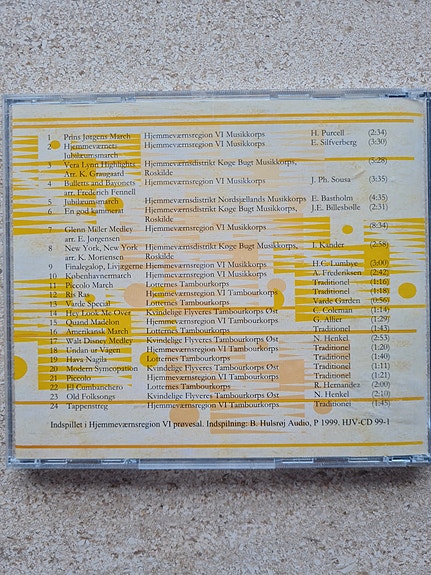 1 Prins Jørgens March Hjemmeværnsregion VI Musikkorps H. Purcell (2:34)
2 Hjemmeværnets Hjemmeværnsregion VI Musikkorps E. Silfverberg (3:30)
Jubilæumsmarch
3 Vera Lynn Highlights Hjemmeværnsdistrikt Køge Bugt Musikkorps, (5:28)
Arr. K. Graugaard Roskilde
4 Bulletts and Bayonets Hjemmeværnsregion VI Musikkorps J. Ph. Sousa (3:35)
arr. Frederich Fennell
5 Jubilæumsmarch Hjemmeværnsdistrikt Nordsjællands Musikkorps E. Bastholm (4:35)
6 En god kammerat Hjemmeværnsdistrikt Køge Bugt Musikkorps, J.E. Billesbølle (2:31)
Roskilde
7 Glenn Miller Medley Hjemmeværnsregion VI Musikkorps (8:34)
arr. E. Jørgensen
8 New York, New York Hjemmeværnsdistrikt Køge Bugt Musikkorps, J. Kander (2:58)
arr. K. Mortensen Roskilde
9 Finalegalop, Livjægerne Hjemmeværnsregion VI Musikkorps H.C. Lumbye (3:00)
10 Københavnermarch Hjemmeværnsregion VI Musikkorps A. Frederiksen (2:42)
11 Piccolo March Lotternes Tambourkorps Traditionel (1:16)
12 Ris Ras Hjemmeværnsregion VI Tambourkorps Traditionel (1:18)
13 Varde Special Lotternes Tambourkorps Varde Garden (0:56)
14 Hey Look Me Over Kvindelige Flyveres Tambourkorps Øst C. Coleman (1:14)
15 Quand Madelon Hjemmeværnsregion VI Tambourkorps G. Allier (1:29)
16 Amerikansk March Lotternes Tambourkorps Traditionel (1:43)
17 Walt Disney Medley Kvindelige Flyveres Tambourkorps Øst N. Henkel (2:53)
18 Undan ur Vägen Hjemmeværnsregion VI Tambourkorps Traditionel (1:20)
19 Hava Nagila Lotternes Tambourkorps Traditionel (1:40)
20 Modern Syncopation Kvindelige Flyveres Tambourkorps Øst Traditionel (1:11)
21 Piccolo Hjemmeværnsregion VI Tambourkorps Traditionel (1:21)
22 El Cumbanchero Lotternes Tambourkorps R. Hernandez (2:00)
23 Old Folksongs Kvindelige Flyveres Tambourkorps Øst N. Henkel (2:10)
24 Tappenstreg Hjemmeværnsregion VI Tambourkorps Traditionel (1:45)
Indspillet i Hjemmeværnsregion VI prøvesal. Indspilning: B. Hulsrøj Audio, P 1999. HJV-CD 99-1